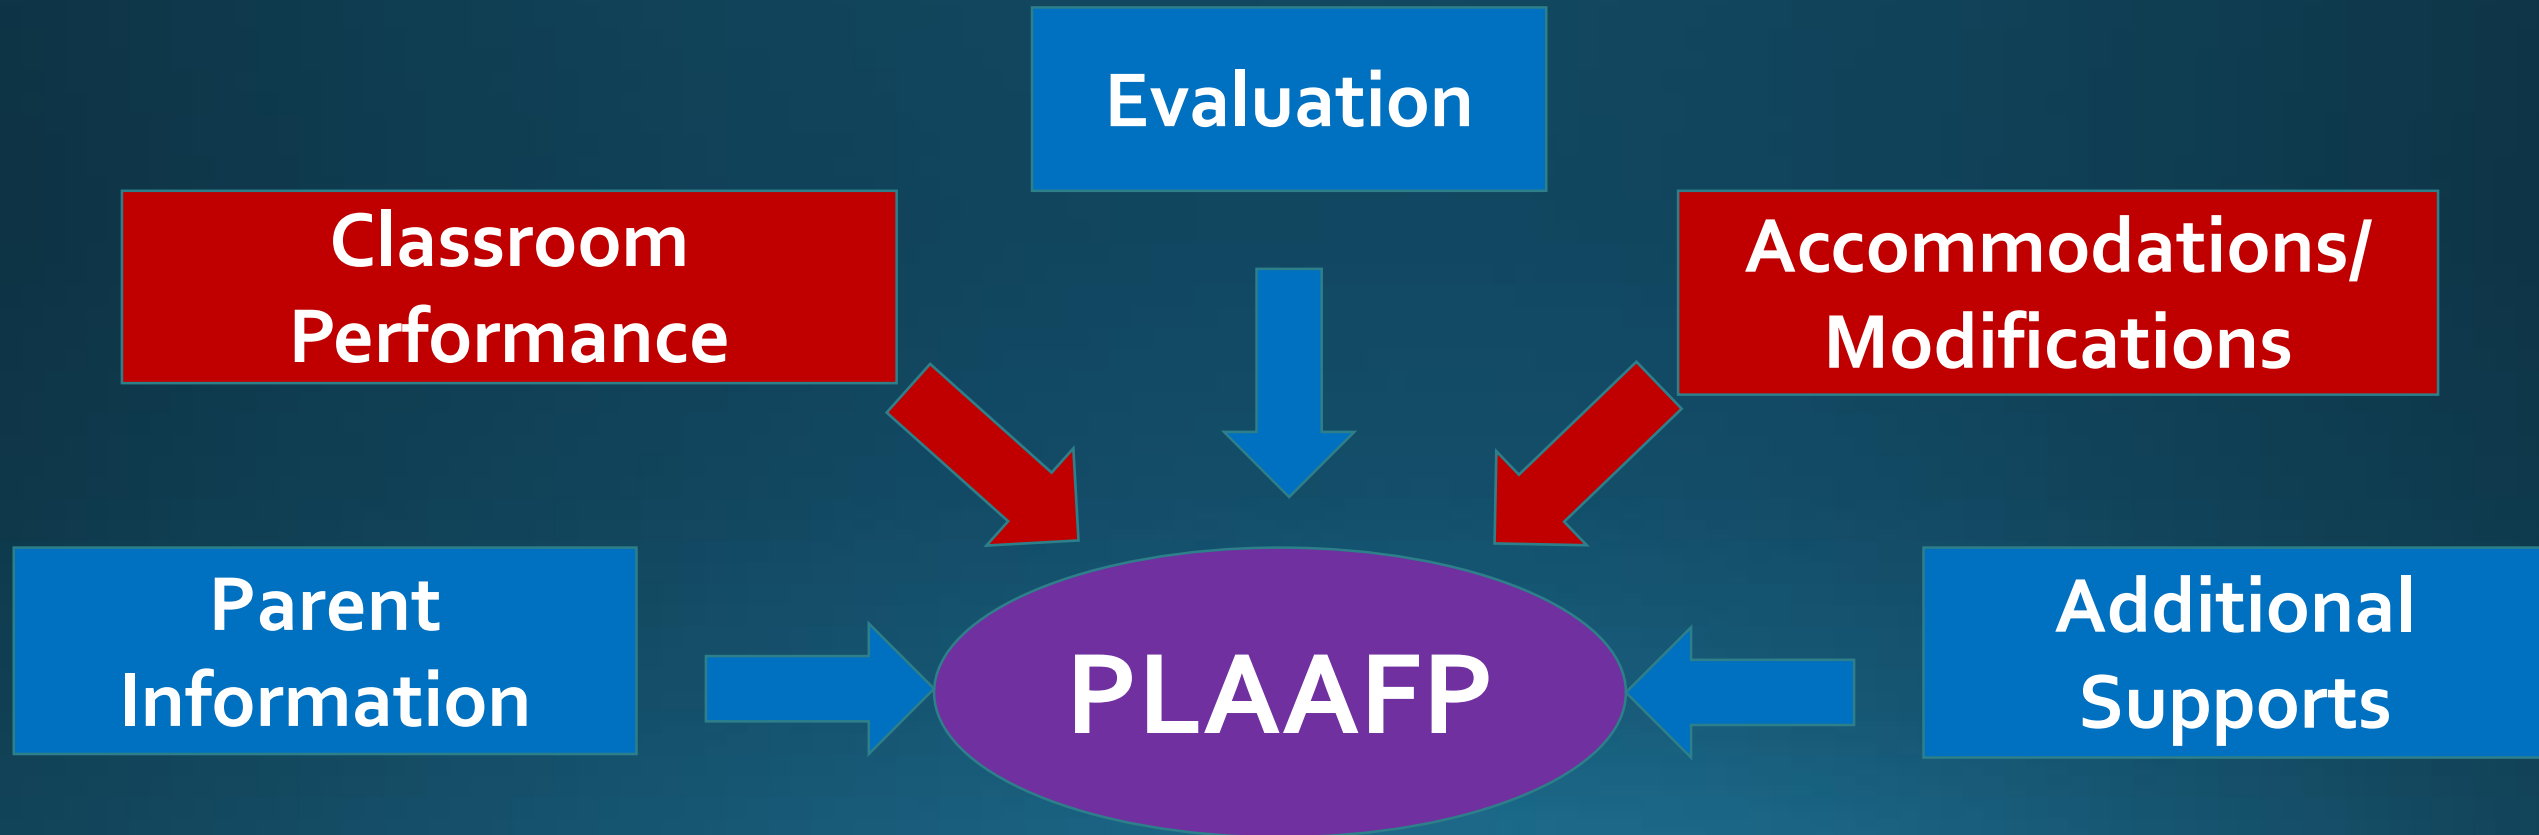 Evaluation
Classroom
Performance
Accommodations/
Modifications
Parent
Information
PLAAFP
Additional
Supports